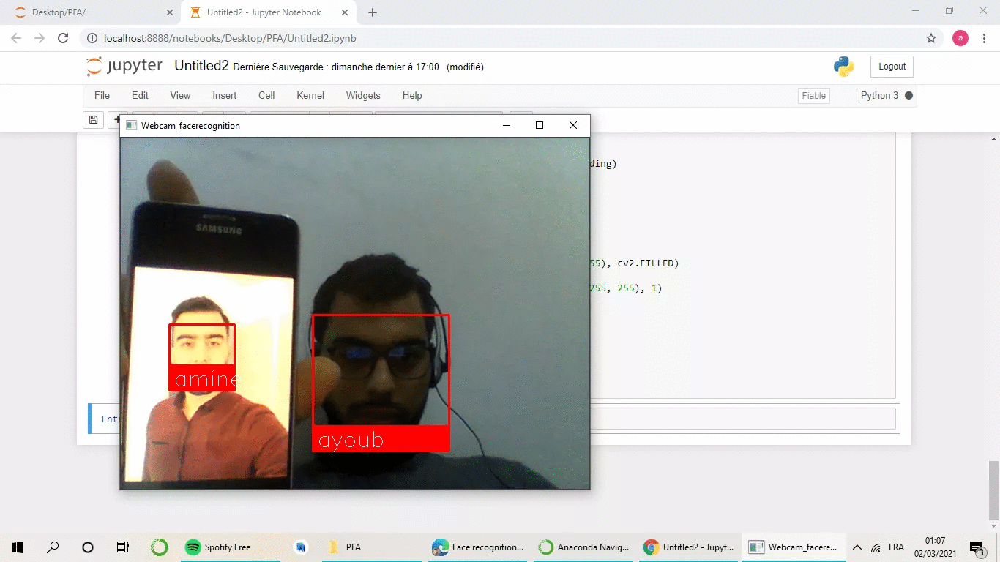 Desktop/PFA/
Untitled2 - Jupyter Notebook
localhost:8888/notebooks/Desktop/PFA/Untitled2.ipynb
a
jupyter Untitled2 Dernière Sauvegarde : dimanche dernier à 17:00 (modifié)
Logout
File Edit View Insert Cell Kernel Widgets Help
Fiable
Python 3
Webcam_facerecognition
ding)
SAMSUNG
55), cv2.FILLED)
255, 255), 1)
amine
Entr
ayoub
Spotify Free
PFA
Face recognition...
Anaconda Navig...
Untitled2 - Jupyt...
Webcam_facere...
FRA
01:07
02/03/2021
3